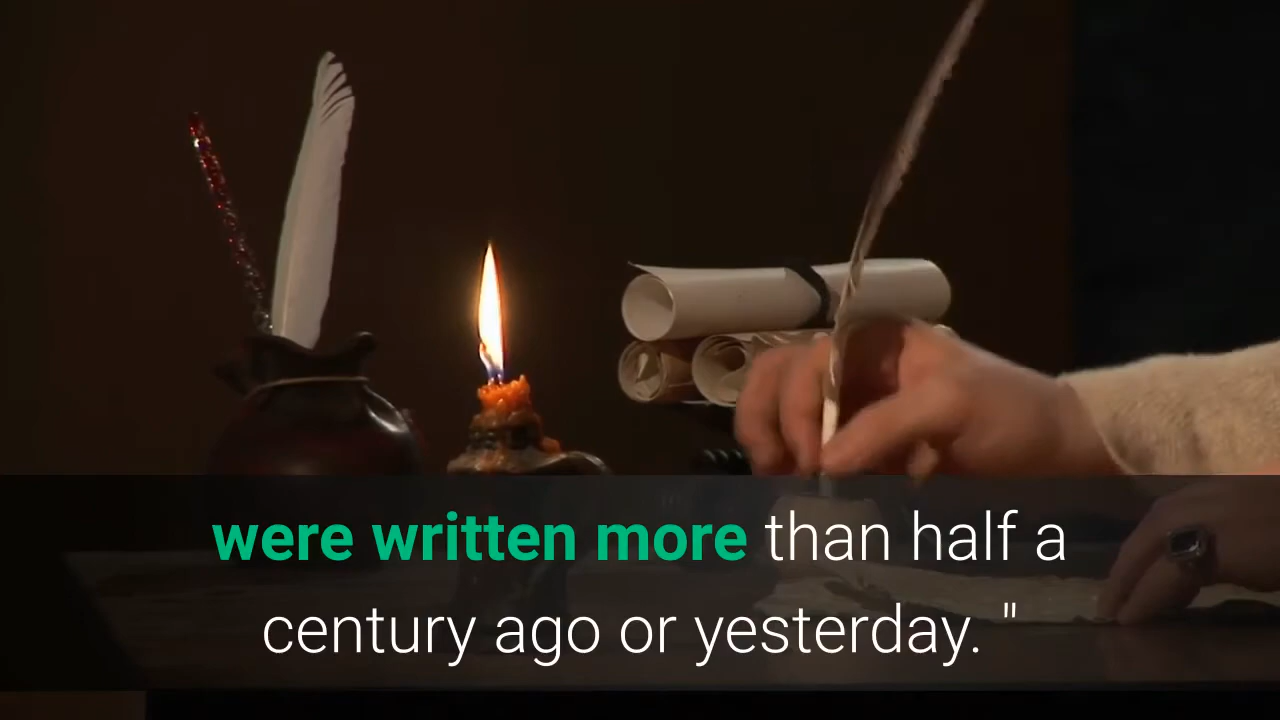 were written more than half a
century ago or yesterday. "